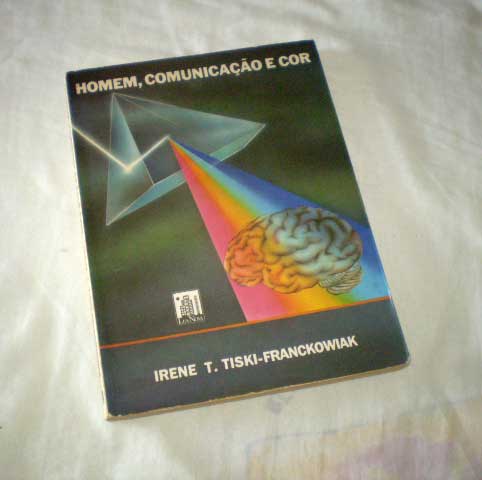 HOMEM, COMUNICAÇÃO E COR
IRENE T. TISKI-FRANCKOWIAK